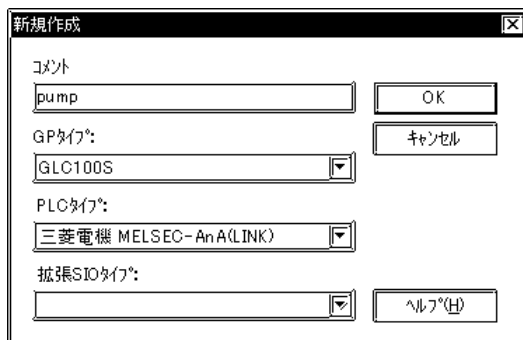 新規作成
コメント
pump
OK
GPタイプ:
キャンセル
GLC100S
PLCタイプ:
三菱電機 MELSEC-AnA(LINK)
拡張SIOタイプ:
ヘルプ(H)